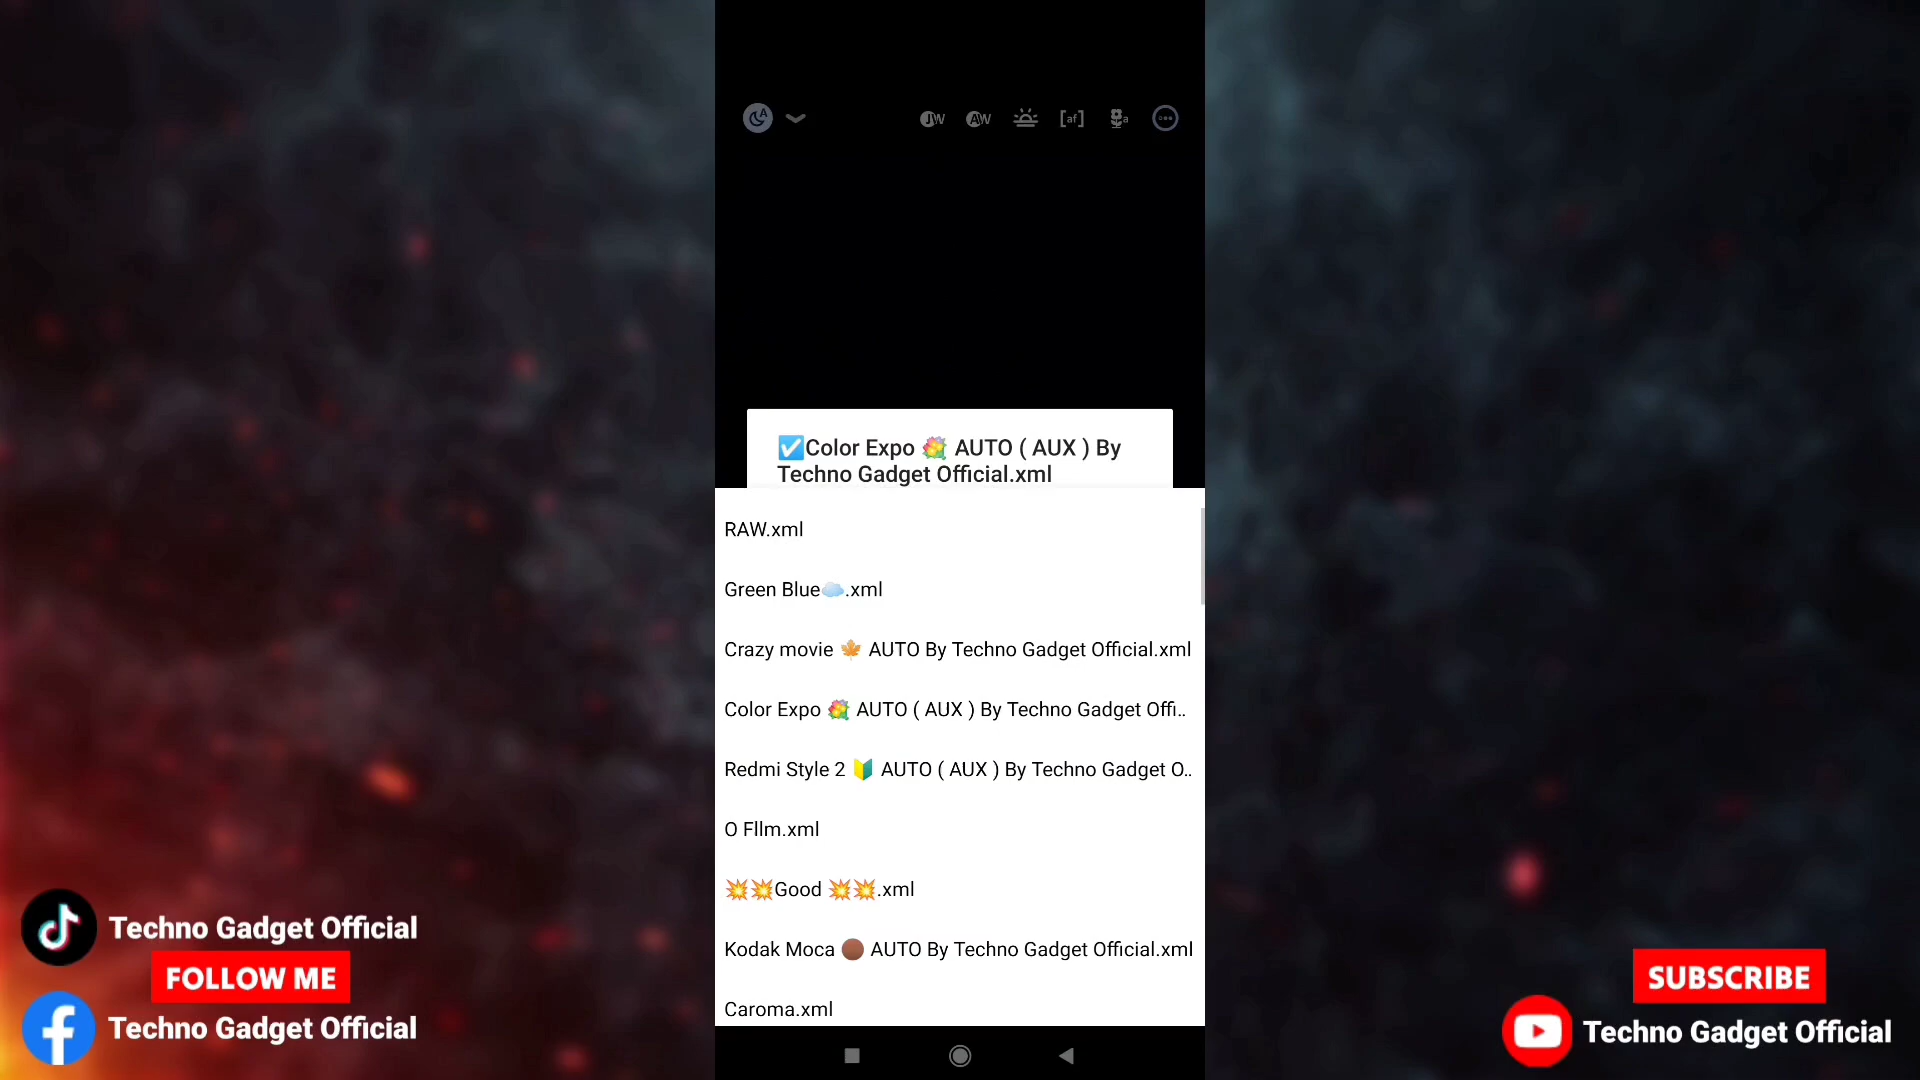 JW AW [af] a
☑Color Expo 💐 AUTO ( AUX ) By
Techno Gadget Official.xml
RAW.xml
Green Blue☁️.xml
Crazy movie 🍁 AUTO By Techno Gadget Official.xml
Color Expo 💐 AUTO ( AUX ) By Techno Gadget Offi..
Redmi Style 2 🔰 AUTO ( AUX ) By Techno Gadget O..
O Fllm.xml
💥💥Good 💥💥.xml
Kodak Moca 🟤 AUTO By Techno Gadget Official.xml
Caroma.xml
Techno Gadget Official
FOLLOW ME
Techno Gadget Official
SUBSCRIBE
Techno Gadget Official